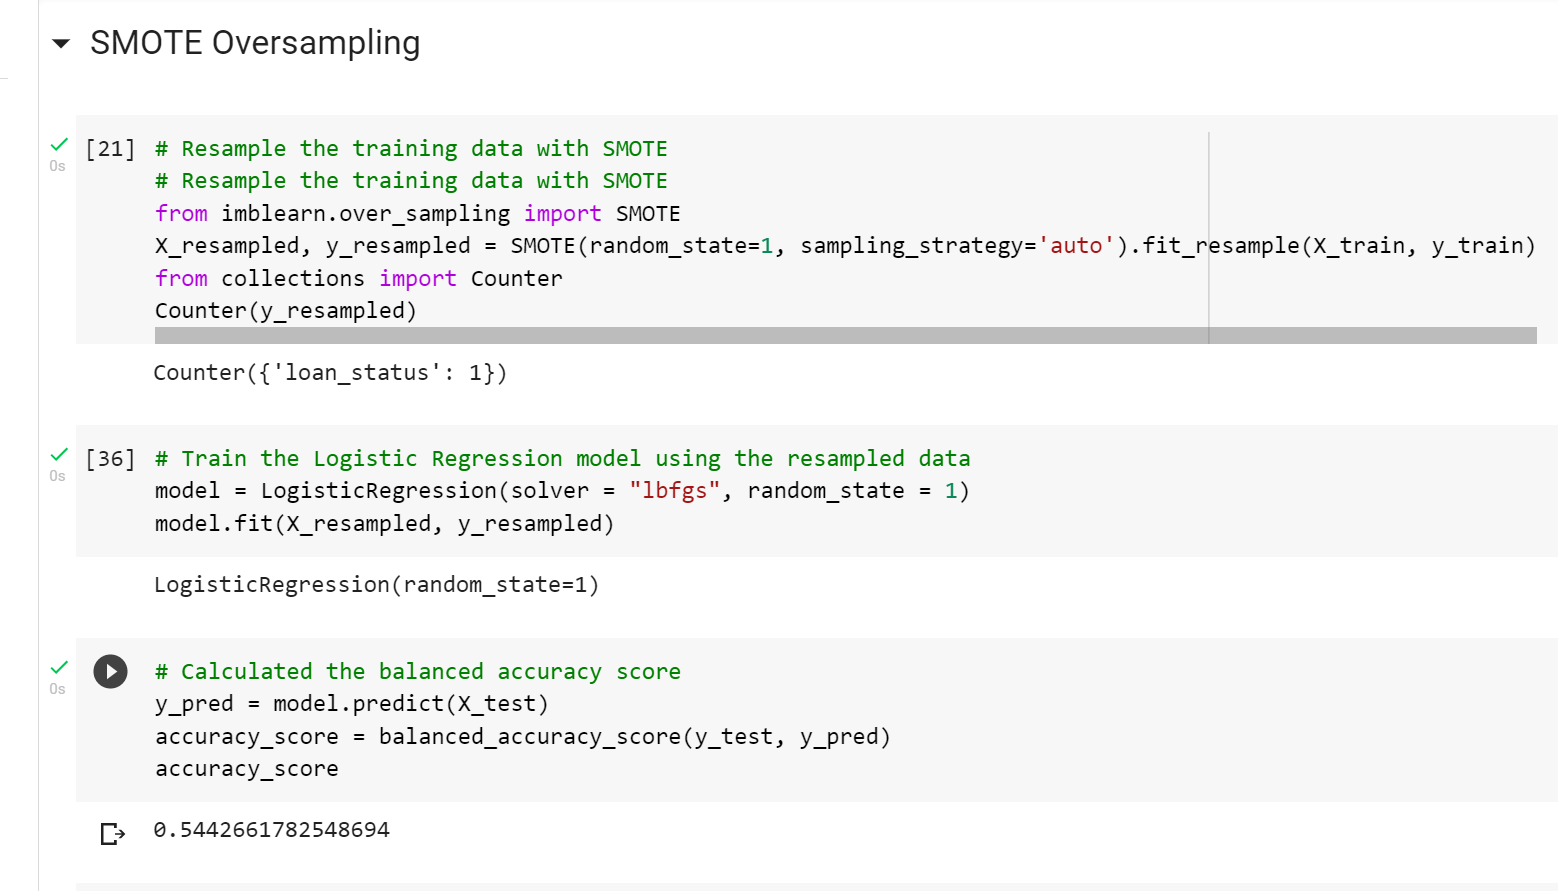 SMOTE Oversampling
0s
[21]
# Resample the training data with SMOTE
# Resample the training data with SMOTE
from imblearn.over_sampling import SMOTE
X_resampled, y_resampled = SMOTE(random_state=1, sampling_strategy='auto').fit_resample(X_train, y_train)
from collections import Counter
Counter(y_resampled)
Counter({'loan_status': 1})
0s
[36]
# Train the Logistic Regression model using the resampled data
model = LogisticRegression(solver = "lbfgs", random_state = 1)
model.fit(X_resampled, y_resampled)
LogisticRegression(random_state=1)
0s
# Calculated the balanced accuracy score
y_pred = model.predict(X_test)
accuracy_score = balanced_accuracy_score(y_test, y_pred)
accuracy_score
0.5442661782548694